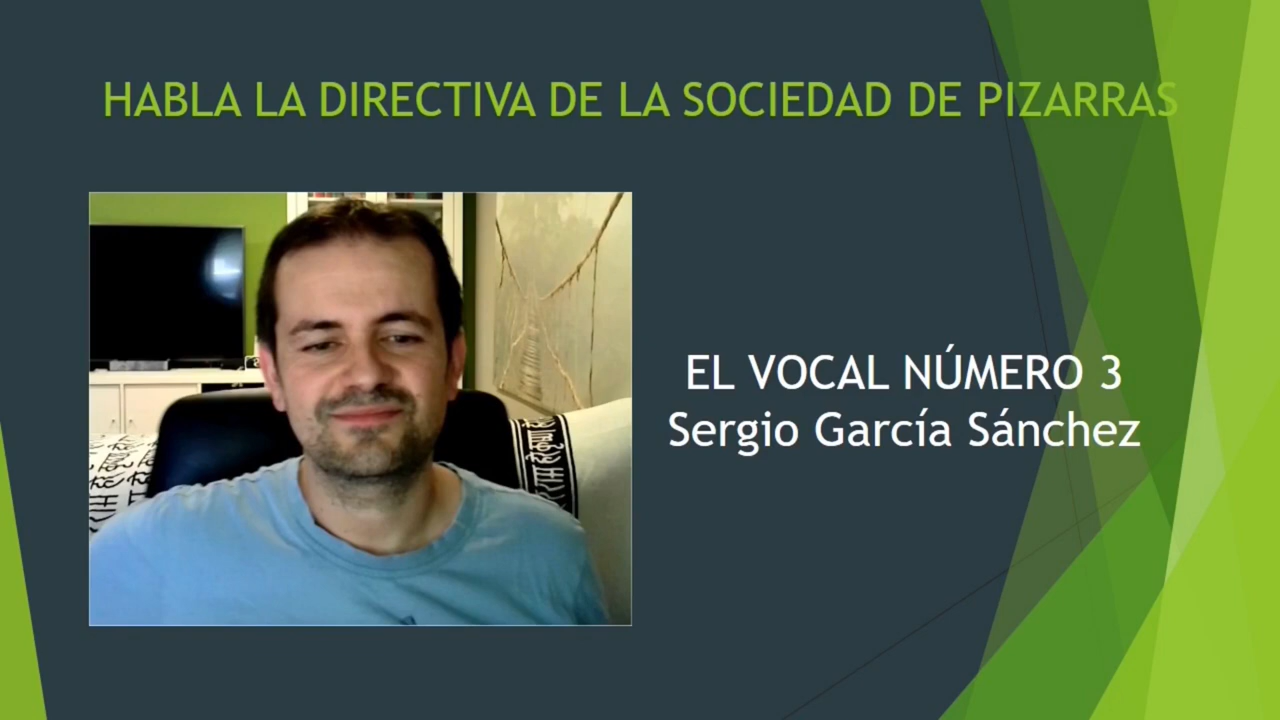 HABLA LA DIRECTIVA DE LA SOCIEDAD DE PIZARRAS
EL VOCAL NÚMERO 3
Sergio García Sánchez